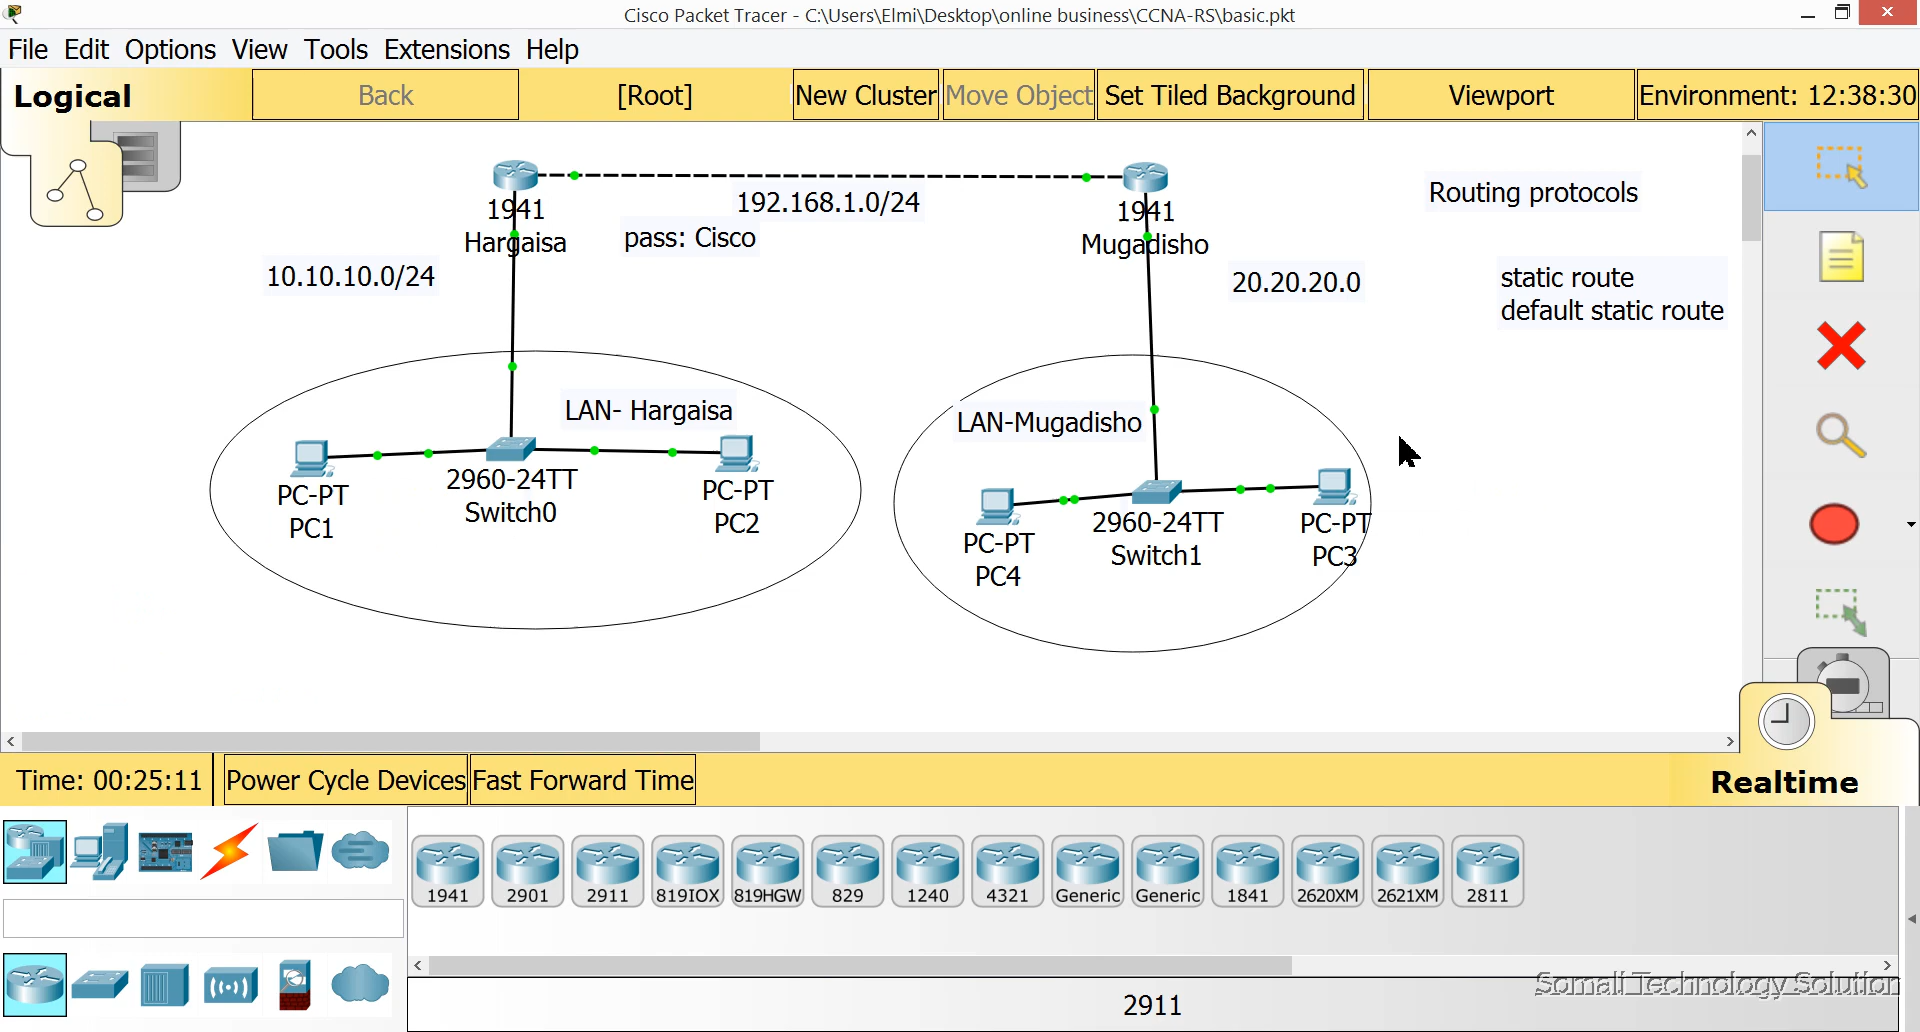 Cisco Packet Tracer - C:\Users\Elmi\Desktop\online business\CCNA-RS\basic.pkt
File Edit Options View Tools Extensions Help
Logical Back [Root] New Cluster Move Object Set Tiled Background Viewport Environment: 12:38:30
1941
Hargaisa
192.168.1.0/24
pass: Cisco
1941
Mugadisho
Routing protocols
10.10.10.0/24
20.20.20.0
static route
default static route
LAN- Hargaisa
LAN-Mugadisho
PC-PT
PC1
2960-24TT
Switch0
PC-PT
PC2
PC-PT
PC4
2960-24TT
Switch1
PC-PT
PC3
Time: 00:25:11 Power Cycle Devices Fast Forward Time Realtime
1941 2901 2911 819IOX 819HGW 829 1240 4321 Generic Generic 1841 2620XM 2621XM 2811
Somali Technology Solution
2911